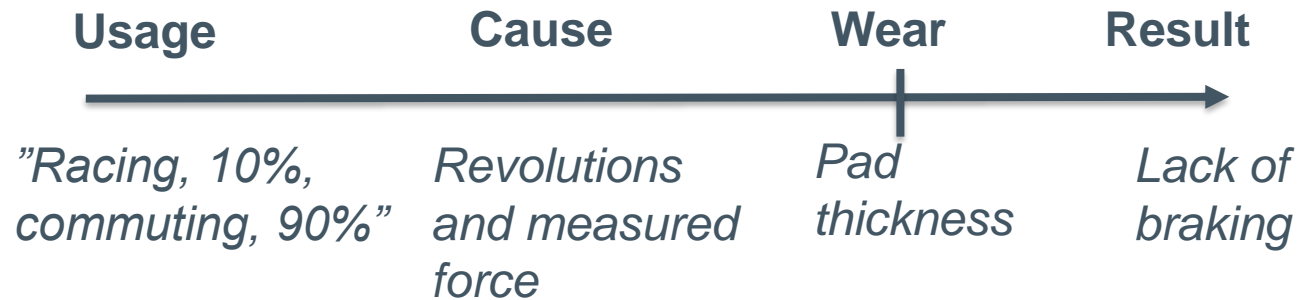 Usage Cause Wear Result
”Racing, 10%,
commuting, 90%”
Revolutions
and measured
force
Pad
thickness
Lack of
braking